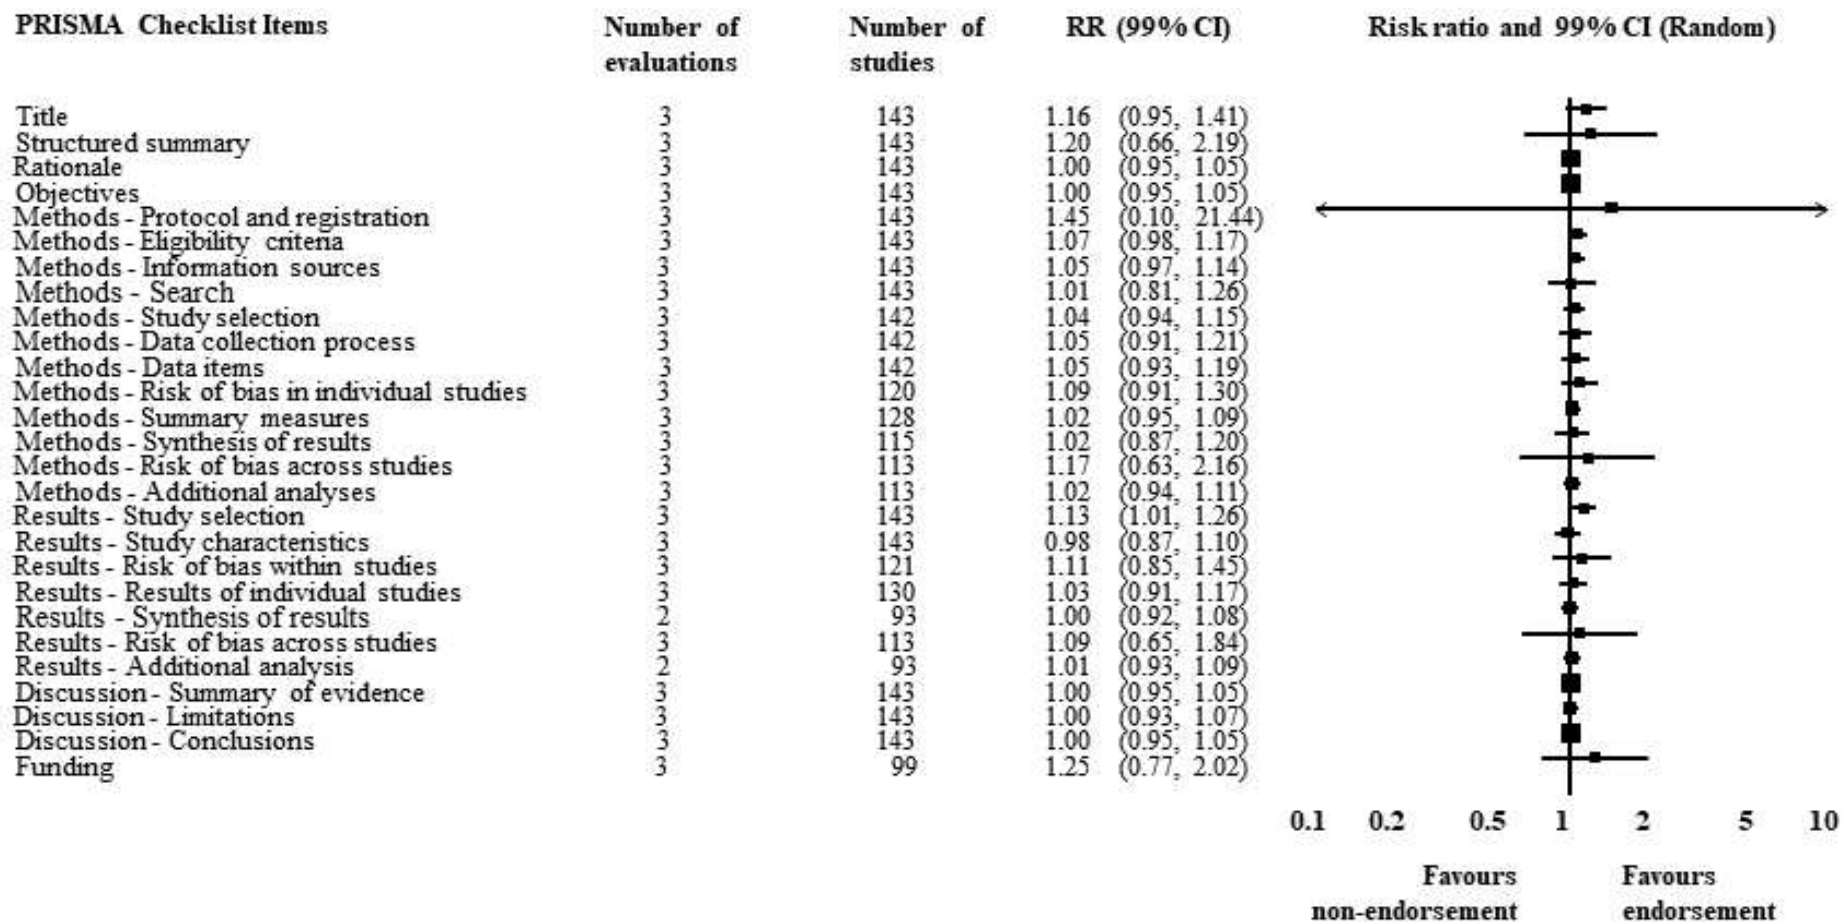 PRISMA Checklist Items Number of evaluations Number of studies RR (99% CI) Risk ratio and 99% CI (Random)
Title 3 143 1.16 (0.95, 1.41)
Structured summary 3 143 1.20 (0.66, 2.19)
Rationale 3 143 1.00 (0.95, 1.05)
Objectives 3 143 1.00 (0.95, 1.05)
Methods - Protocol and registration 3 143 1.45 (0.10, 21.44)
Methods - Eligibility criteria 3 143 1.07 (0.98, 1.17)
Methods - Information sources 3 143 1.05 (0.97, 1.14)
Methods - Search 3 143 1.01 (0.81, 1.26)
Methods - Study selection 3 142 1.04 (0.94, 1.15)
Methods - Data collection process 3 142 1.05 (0.91, 1.21)
Methods - Data items 3 142 1.05 (0.93, 1.19)
Methods - Risk of bias in individual studies 3 120 1.09 (0.91, 1.30)
Methods - Summary measures 3 128 1.02 (0.95, 1.09)
Methods - Synthesis of results 3 115 1.02 (0.87, 1.20)
Methods - Risk of bias across studies 3 113 1.17 (0.63, 2.16)
Methods - Additional analyses 3 113 1.02 (0.94, 1.11)
Results - Study selection 3 143 1.13 (1.01, 1.26)
Results - Study characteristics 3 143 0.98 (0.87, 1.10)
Results - Risk of bias within studies 3 121 1.11 (0.85, 1.45)
Results - Results of individual studies 3 130 1.03 (0.91, 1.17)
Results - Synthesis of results 2 93 1.00 (0.92, 1.08)
Results - Risk of bias across studies 3 113 1.09 (0.65, 1.84)
Results - Additional analysis 2 93 1.01 (0.93, 1.09)
Discussion - Summary of evidence 3 143 1.00 (0.95, 1.05)
Discussion - Limitations 3 143 1.00 (0.93, 1.07)
Discussion - Conclusions 3 143 1.00 (0.95, 1.05)
Funding 3 99 1.25 (0.77, 2.02)
0.1 0.2 0.5 1 2 5 10
Favours non-endorsement Favours endorsement